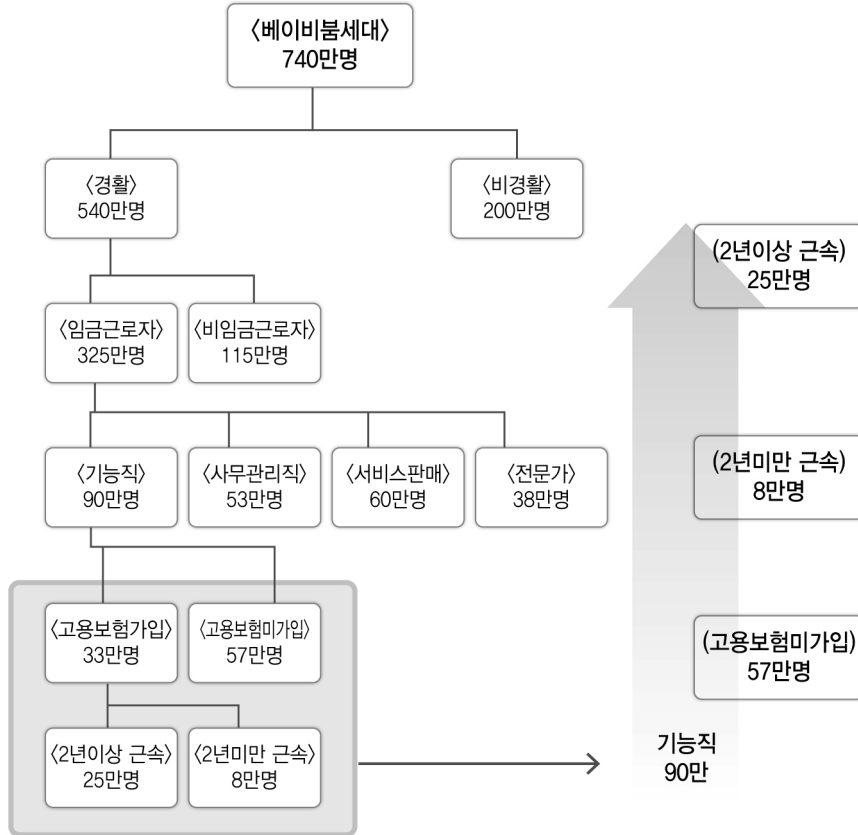 〈베이비붐세대〉
740만명
〈경활〉
540만명
〈비경활〉
200만명
〈임금근로자〉
325만명
〈비임금근로자〉
115만명
〈기능직〉
90만명
〈사무관리직〉
53만명
〈서비스판매〉
60만명
〈전문가〉
38만명
〈고용보험가입〉
33만명
〈고용보험미가입〉
57만명
〈2년이상 근속〉
25만명
〈2년미만 근속〉
8만명
(2년이상 근속)
25만명
(2년미만 근속)
8만명
(고용보험미가입)
57만명
기능직
90만